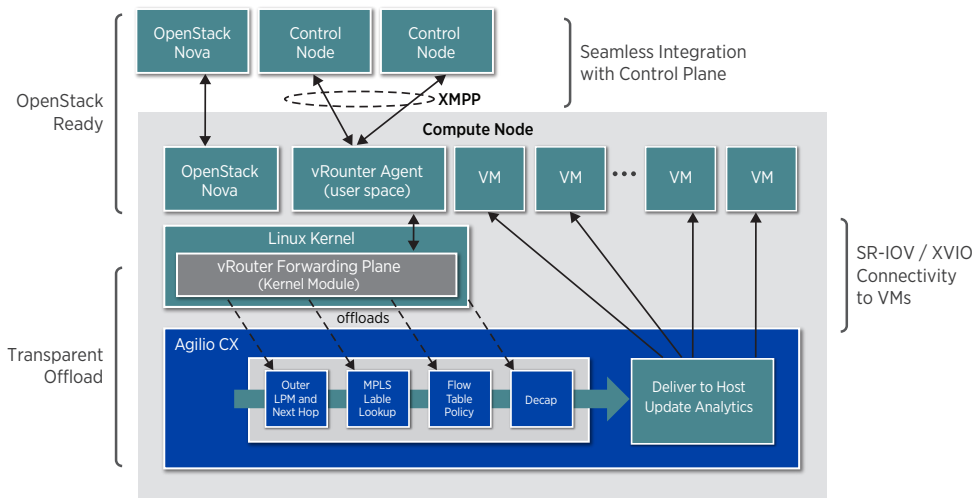 OpenStack
Nova
Control
Node
Control
Node
Seamless Integration
with Control Plane
OpenStack
Ready
XMPP
Compute Node
OpenStack
Nova
vRounter Agent
(user space)
VM
VM
VM
VM
Linux Kernel
vRouter Forwarding Plane
(Kernel Module)
SR-IOV / XVIO
Connectivity
to VMs
offloads
Transparent
Offload
Agilio CX
Outer
LPM and
Next Hop
MPLS
Lable
Lookup
Flow
Table
Policy
Decap
Deliver to Host
Update Analytics